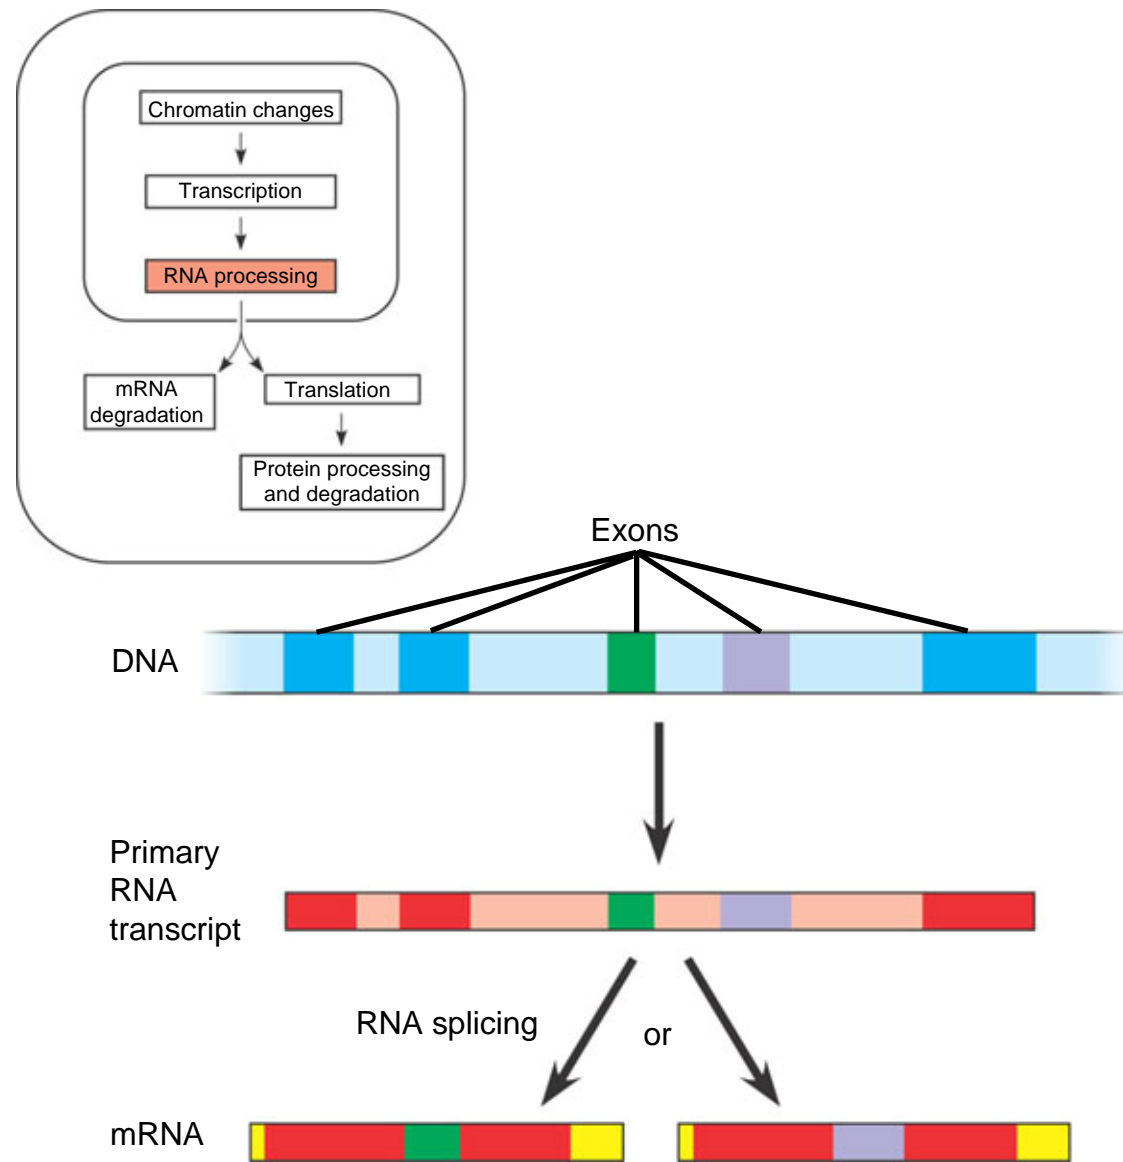 Chromatin changes
Transcription
RNA processing
mRNA
degradation
Translation
Protein processing
and degradation
Exons
DNA
Primary
RNA
transcript
RNA splicing
or
mRNA